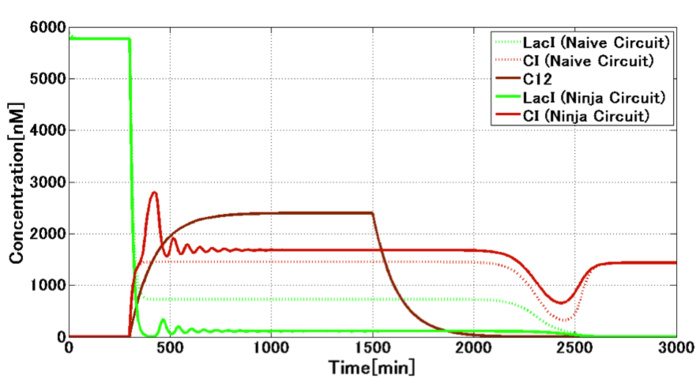 6000
5000
4000
3000
2000
1000
0
Concentration[nM]
LacI (Naive Circuit)
CI (Naive Circuit)
C12
LacI (Ninja Circuit)
CI (Ninja Circuit)
0 500 1000 1500 2000 2500 3000
Time[min]